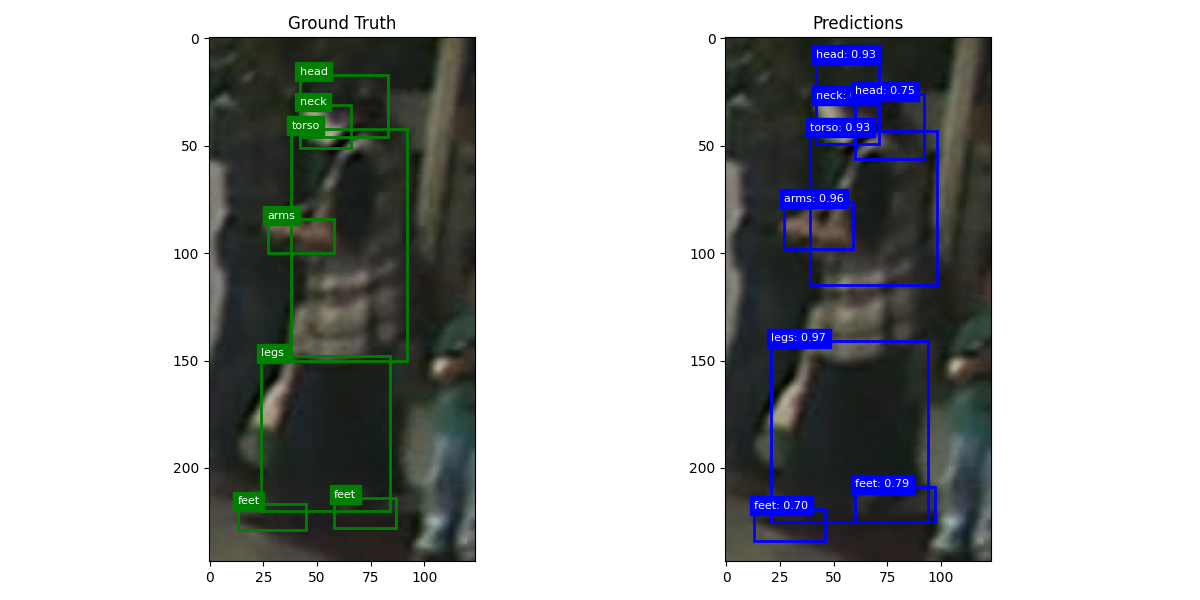 Ground Truth
Predictions
0
50
100
150
200
0
25
50
75
100
head
neck
torso
arms
legs
feet
feet
0
50
100
150
200
0
25
50
75
100
head: 0.93
neck:
head: 0.75
torso: 0.93
arms: 0.96
legs: 0.97
feet: 0.79
feet: 0.70